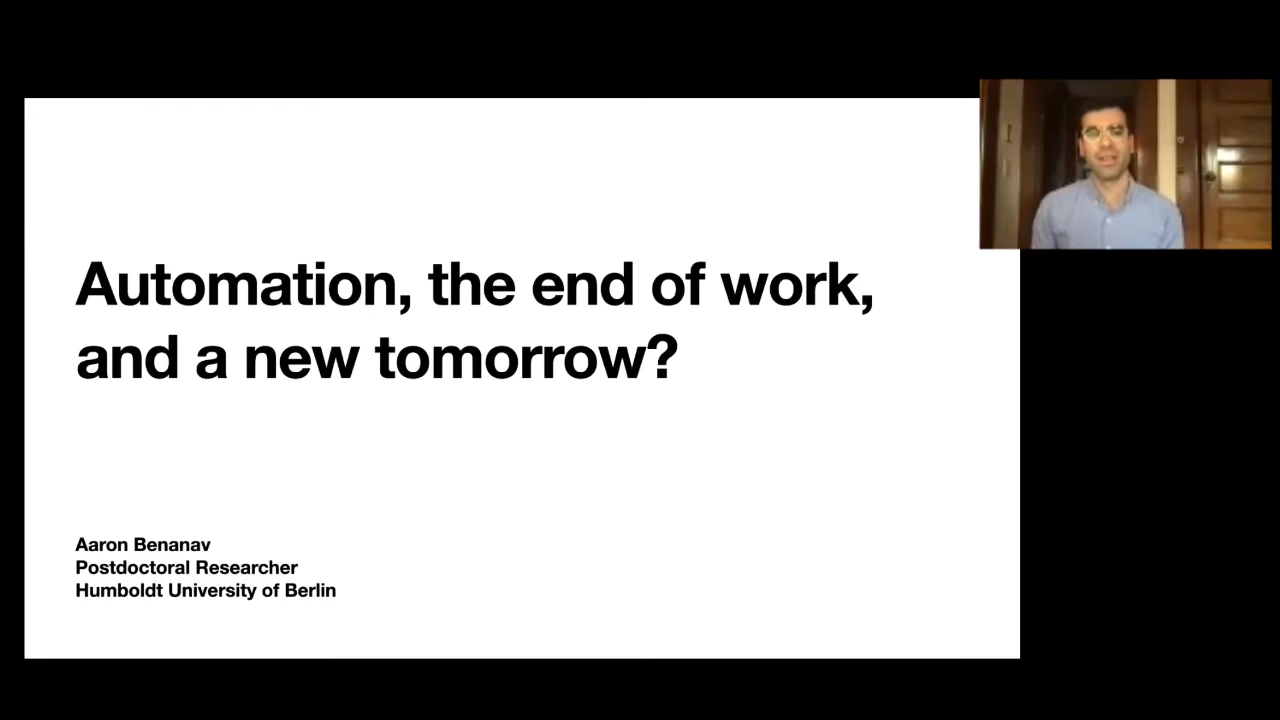 Automation, the end of work,
and a new tomorrow?
Aaron Benanav
Postdoctoral Researcher
Humboldt University of Berlin